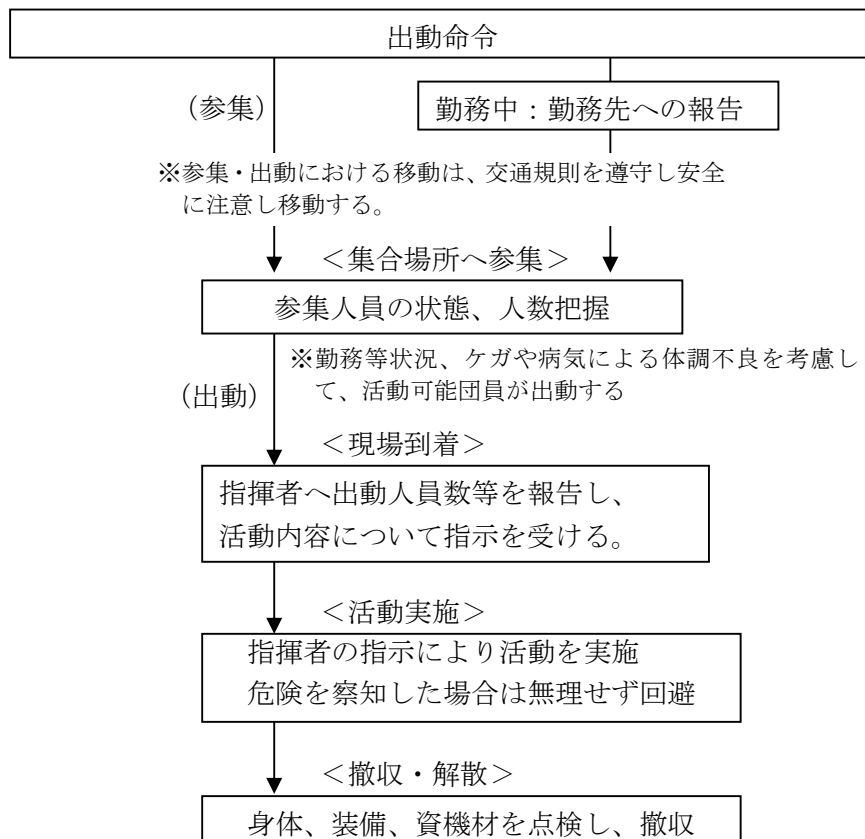 出動命令
(参集)
勤務中：勤務先への報告
※参集・出動における移動は、交通規則を遵守し安全
に注意し移動する。
＜集合場所へ参集＞
参集人員の状態、人数把握
※勤務等状況、ケガや病気による体調不良を考慮し
て、活動可能団員が出動する
(出動)
＜現場到着＞
指揮者へ出動人員数等を報告し、
活動内容について指示を受ける。
＜活動実施＞
指揮者の指示により活動を実施
危険を察知した場合は無理せず回避
＜撤収・解散＞
身体、装備、資機材を点検し、撤収